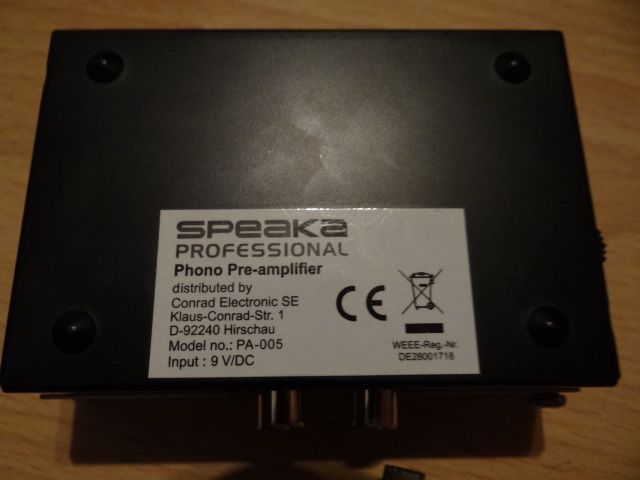 SPEAKA
PROFESSIONAL
Phono Pre-amplifier
distributed by
Conrad Electronic SE
Klaus-Conrad-Str. 1
D-92240 Hirschau
Model no.: PA-005
Input : 9 V/DC
CE
WEEE-Reg.-Nr.
DE28001718